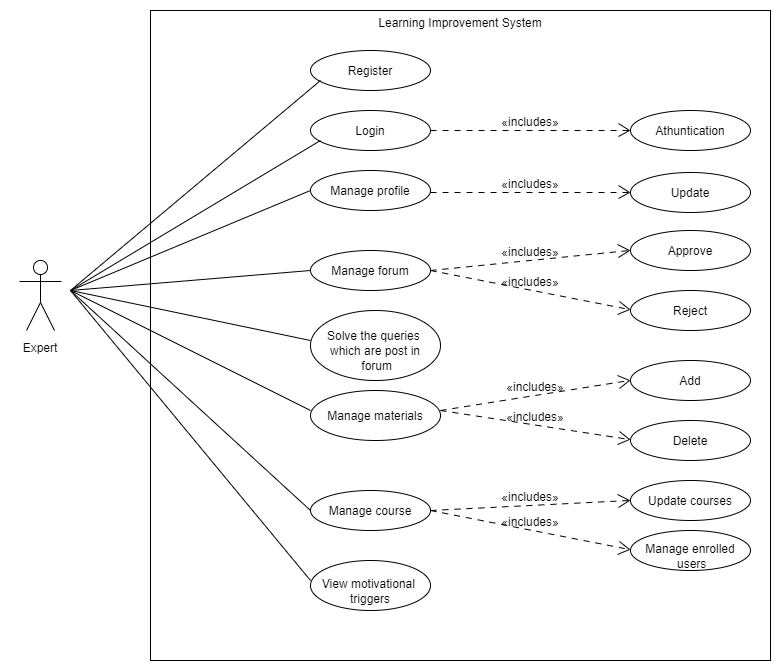 Learning Improvement System
Register
Login
«includes»
Athuntication
Manage profile
«includes»
Update
Expert
Manage forum
«includes»
Approve
«includes»
Reject
Solve the queries
which are post in
forum
Manage materials
«includes»
Add
«includes»
Delete
Manage course
«includes»
Update courses
«includes»
Manage enrolled
users
View motivational
triggers